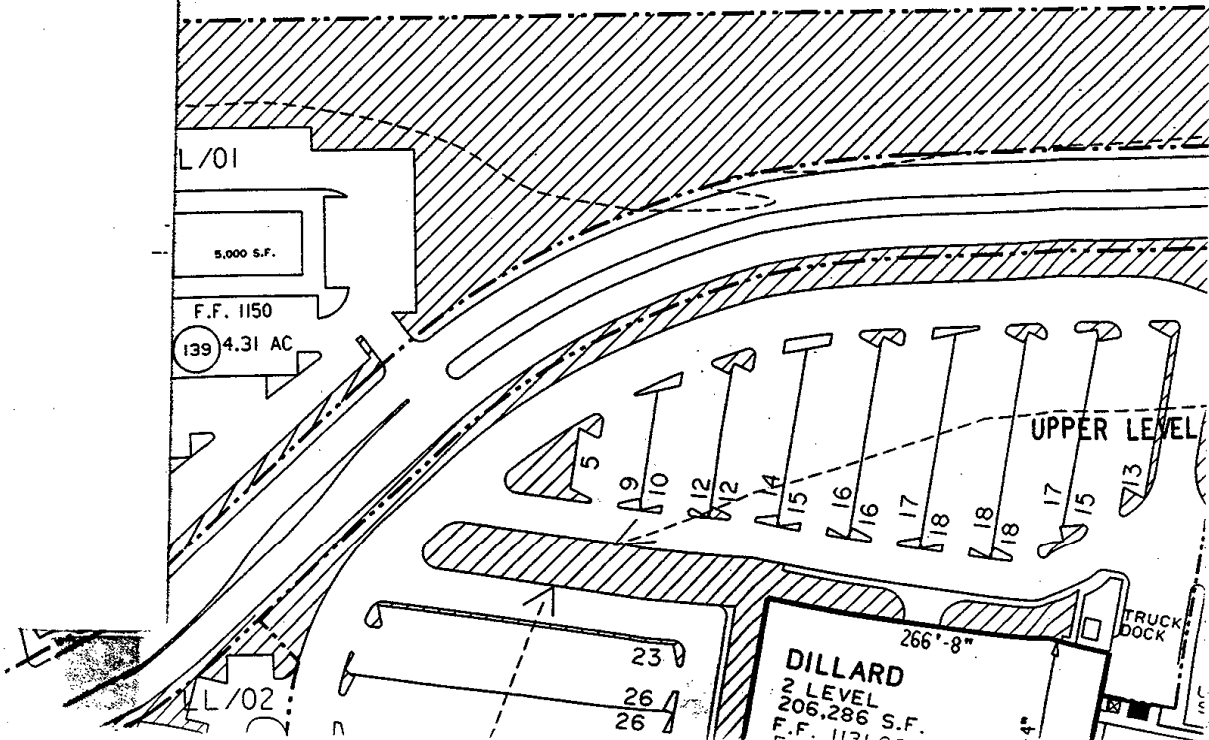 L/01
5,000 S.F.
F.F. 1150
139
4.31 AC
UPPER LEVEL
5
9
10
12
12
14
15
16
16
17
18
18
18
17
15
13
23
26
26
LL/02
266'-8"
TRUCK
DOCK
DILLARD
2 LEVEL
206,286 S.F.
F.F.